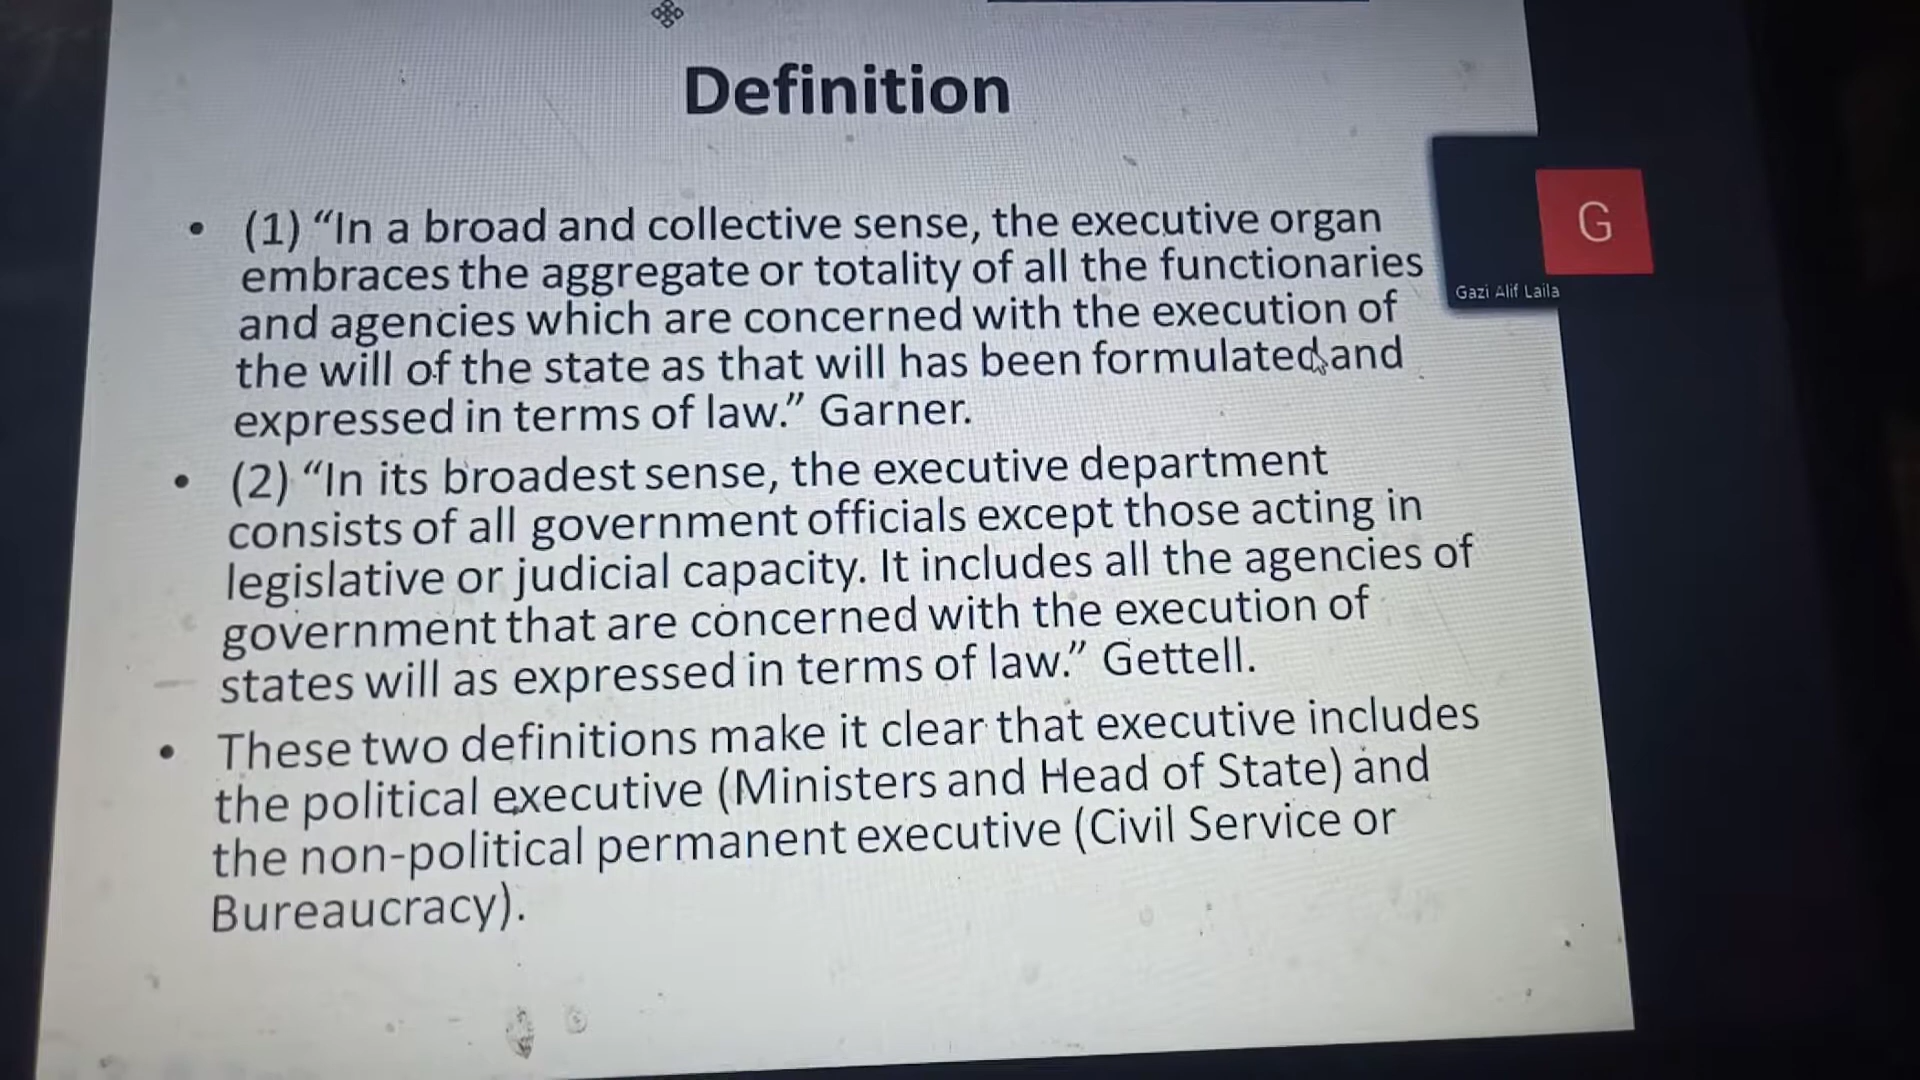 Definition
• (1) “In a broad and collective sense, the executive organ
embraces the aggregate or totality of all the functionaries
and agencies which are concerned with the execution of
the will of the state as that will has been formulated and
expressed in terms of law.” Garner.
• (2) “In its broadest sense, the executive department
consists of all government officials except those acting in
legislative or judicial capacity. It includes all the agencies of
government that are concerned with the execution of
states will as expressed in terms of law.” Gettell.
• These two definitions make it clear that executive includes
the political executive (Ministers and Head of State) and
the non-political permanent executive (Civil Service or
Bureaucracy).
G
Gazi Alif Laila